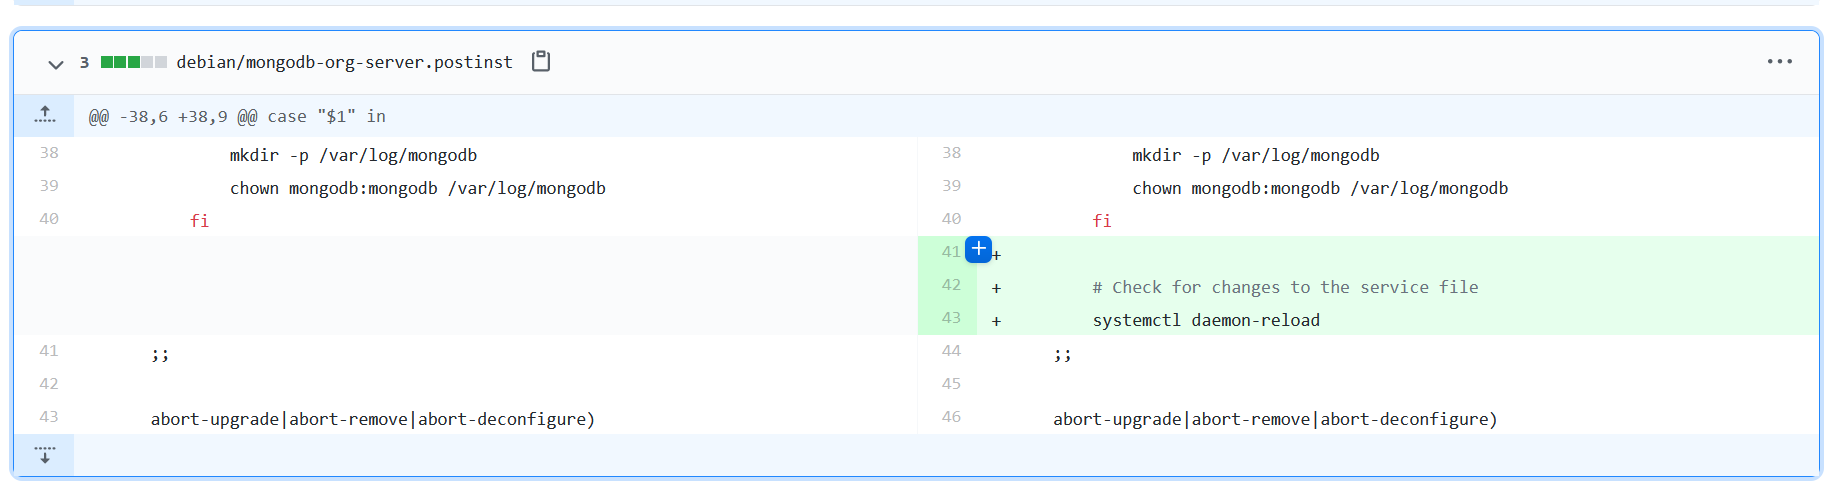 3 debian/mongodb-org-server.postinst
@@ -38,6 +38,9 @@ case "$1" in
38 mkdir -p /var/log/mongodb 38 mkdir -p /var/log/mongodb
39 chown mongodb:mongodb /var/log/mongodb 39 chown mongodb:mongodb /var/log/mongodb
40 fi 40 fi
41 +
42 + # Check for changes to the service file
43 + systemctl daemon-reload
41 ;; 44 ;;
42 45
43 abort-upgrade|abort-remove|abort-deconfigure) 46 abort-upgrade|abort-remove|abort-deconfigure)